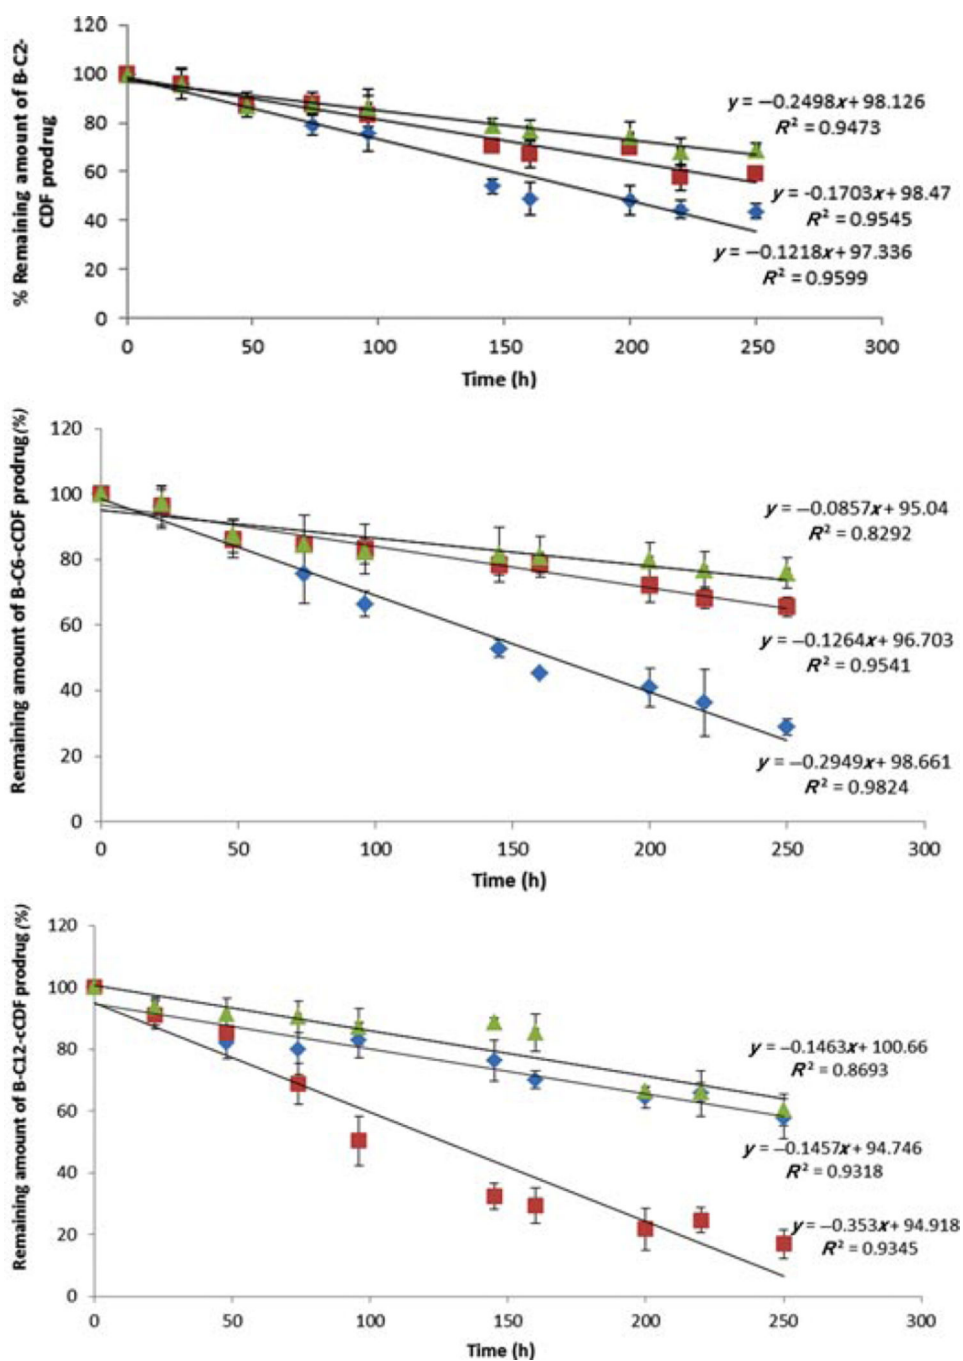 120
100
80
60
40
20
0
% Remaining amount of B-C2-
CDF prodrug
y = −0.2498x + 98.126
R² = 0.9473
y = -0.1703x + 98.47
R² = 0.9545
y = −0.1218x + 97.336
R² = 0.9599
0 50 100 150 200 250 300
Time (h)
Remaining amount of B-C6-cCDF prodrug (%)
120
100
80
60
40
20
0
y = −0.0857x + 95.04
R² = 0.8292
y = −0.1264x + 96.703
R² = 0.9541
y = −0.2949x + 98.661
R² = 0.9824
0 50 100 150 200 250 300
Time (h)
Remaining amount of B-C12-cCDF prodrug (%)
120
100
80
60
40
20
0
y = −0.1463x + 100.66
R² = 0.8693
y = −0.1457x + 94.746
R² = 0.9318
y = −0.353x + 94.918
R² = 0.9345
0 50 100 150 200 250 300
Time (h)